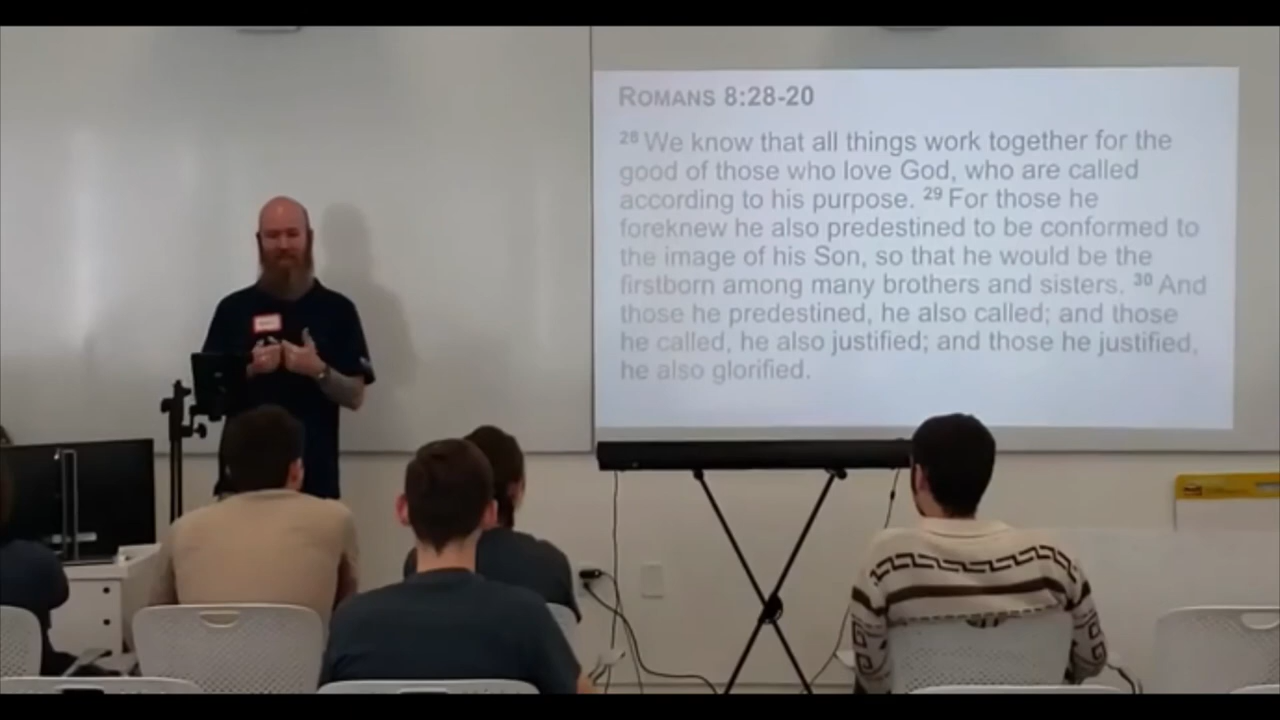 ROMANS 8:28-20
28 We know that all things work together for the
good of those who love God, who are called
according to his purpose. 29 For those he
foreknew he also predestined to be conformed to
the image of his Son, so that he would be the
firstborn among many brothers and sisters. 30 And
those he predestined, he also called; and those
he called, he also justified; and those he justified,
he also glorified.